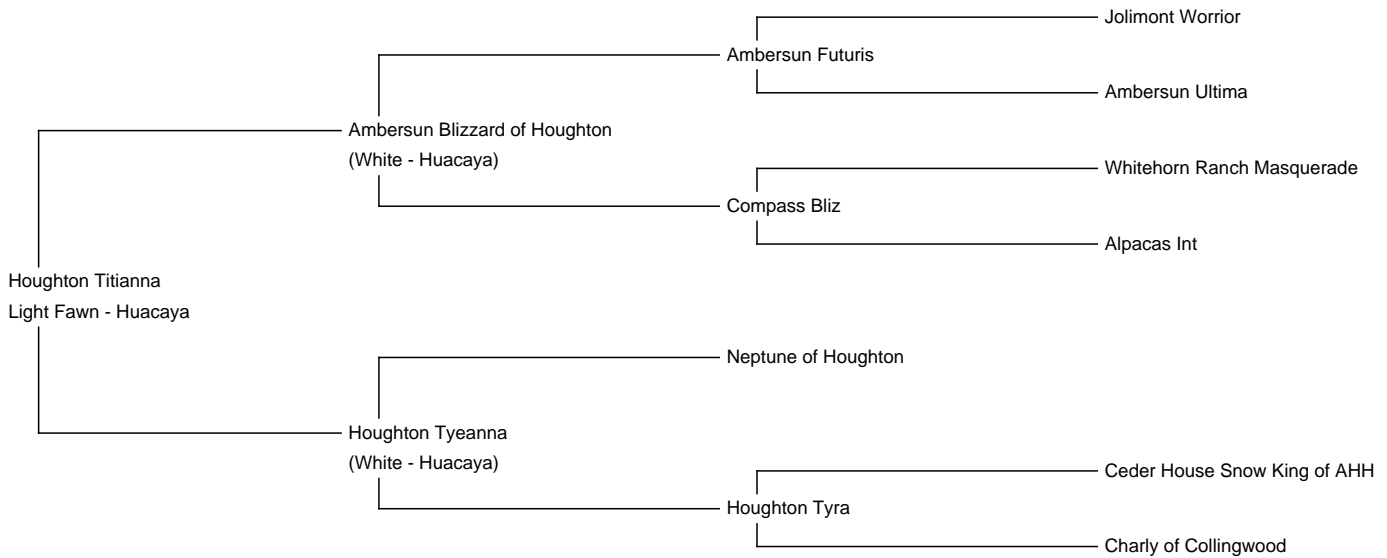 Jolimont Worrior
Ambersun Futuris
Ambersun Ultima
Ambersun Blizzard of Houghton
(White - Huacaya)
Whitehorn Ranch Masquerade
Compass Bliz
Alpacas Int
Houghton Titianna
Light Fawn - Huacaya
Neptune of Houghton
Houghton Tyeanna
(White - Huacaya)
Ceder House Snow King of AHH
Houghton Tyra
Charly of Collingwood